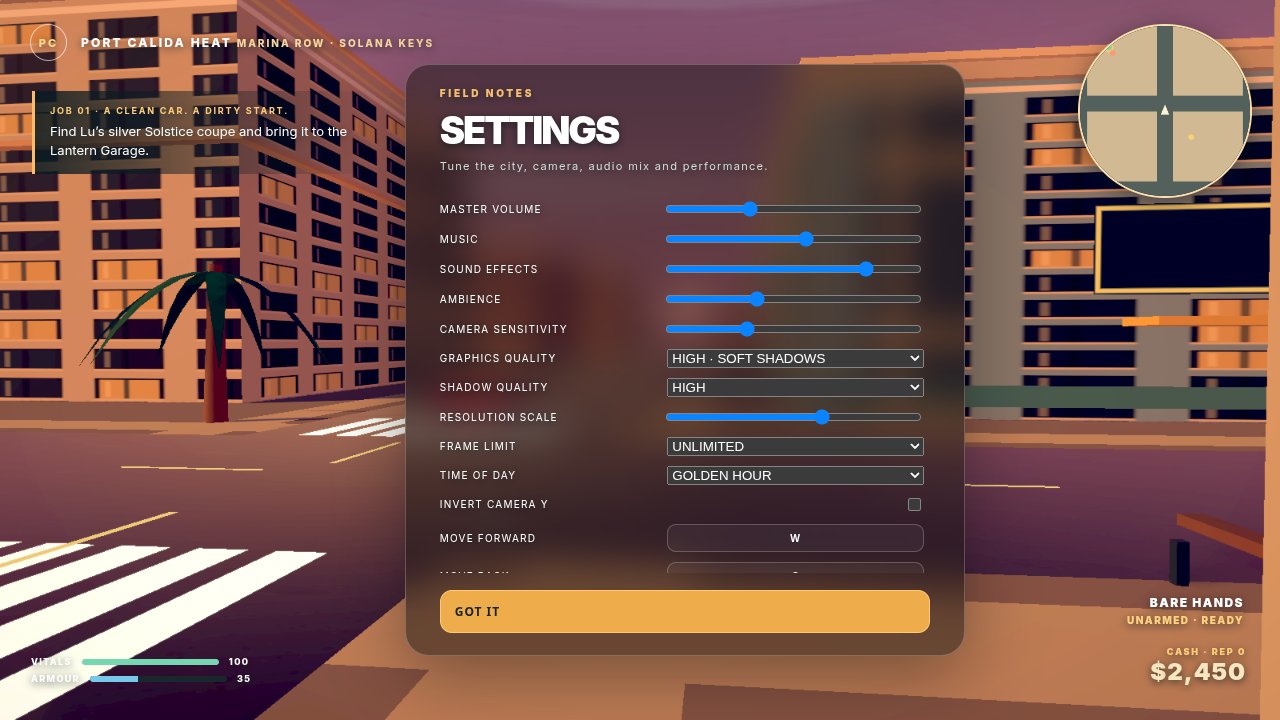 PC
PORT CALIDA HEAT MARINA ROW · SOLANA KEYS
JOB 01 · A CLEAN CAR. A DIRTY START.
Find Lu’s silver Solstice coupe and bring it to the
Lantern Garage.
FIELD NOTES
SETTINGS
Tune the city, camera, audio mix and performance.
MASTER VOLUME
MUSIC
SOUND EFFECTS
AMBIENCE
CAMERA SENSITIVITY
GRAPHICS QUALITY HIGH · SOFT SHADOWS
SHADOW QUALITY HIGH
RESOLUTION SCALE
FRAME LIMIT UNLIMITED
TIME OF DAY GOLDEN HOUR
INVERT CAMERA Y
MOVE FORWARD W
GOT IT
BARE HANDS
UNARMED · READY
CASH · REP 0
$2,450
VITALS 100
ARMOUR 35